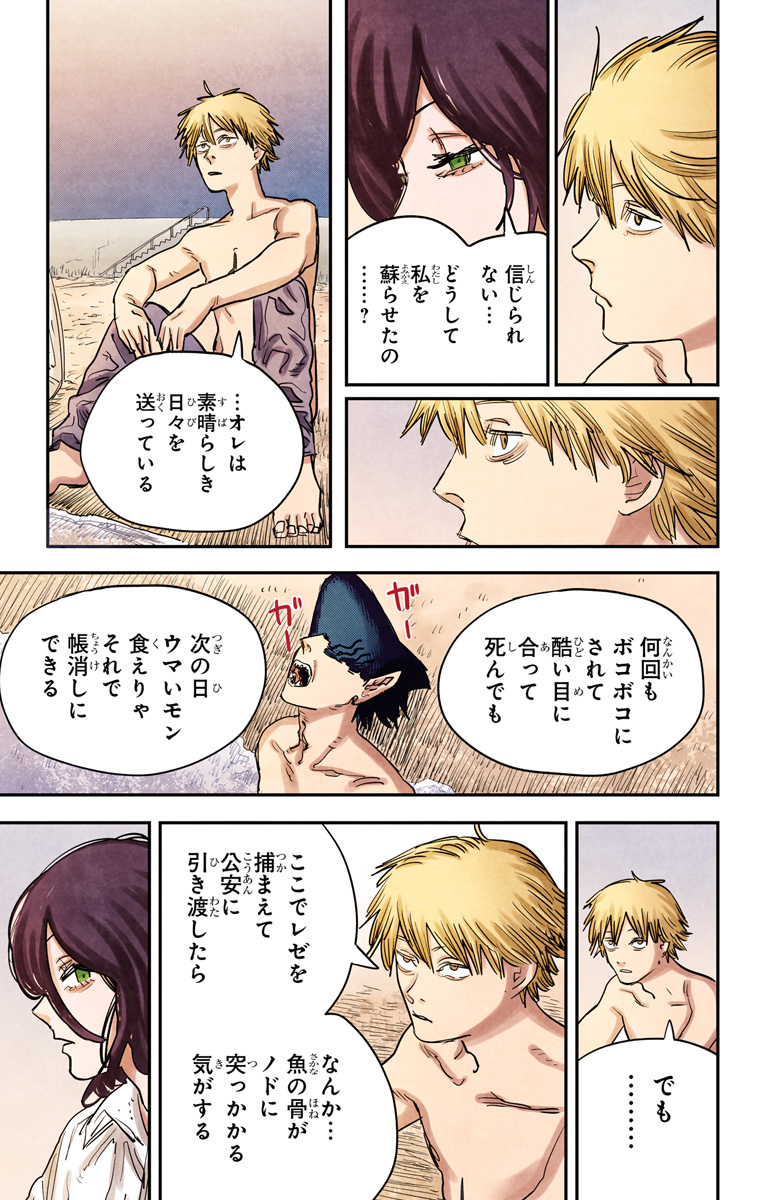 信じられ
ない…
どうして
私を
蘇らせたの
……?
…オレは
素晴らしき
日々を
送っている
何回も
ボコボコに
されて
酷い目に
合って
死んでも
ガー
ガー
次の日
ウマいモン
食えりゃ
それで
帳消しに
できる
でも
………
ここでレゼを
捕まえて
公安に
引き渡したら
なんか…
魚の骨が
ノドに
突っかかる
気がする